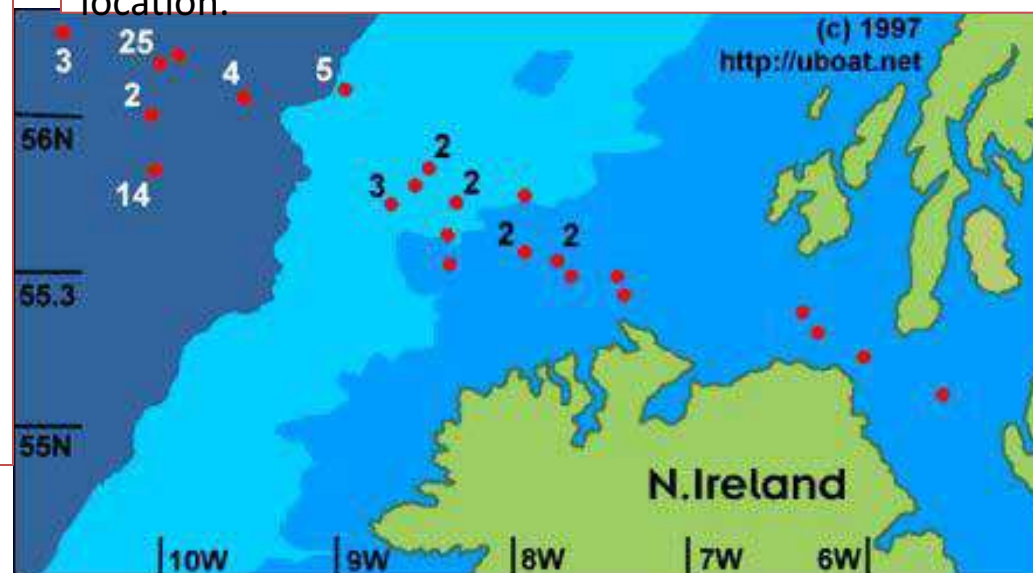 location.
(c) 1997
http://uboat.net
25
3
4
5
2
56N
2
14
3
2
2
2
55.3
55N
N.Ireland
10W
9W
8W
7W
6W